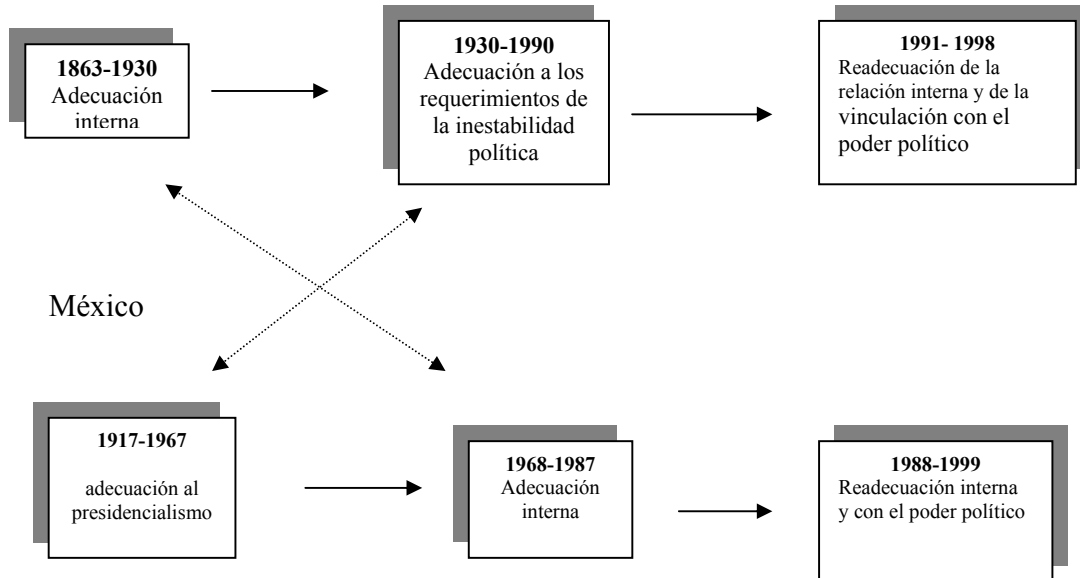 1863-1930
Adecuación
interna
1930-1990
Adecuación a los
requerimientos de
la inestabilidad
política
1991- 1998
Readecuación de la
relación interna y de la
vinculación con el
poder político
México
1917-1967
adecuación al
presidencialismo
1968-1987
Adecuación
interna
1988-1999
Readecuación interna
y con el poder político